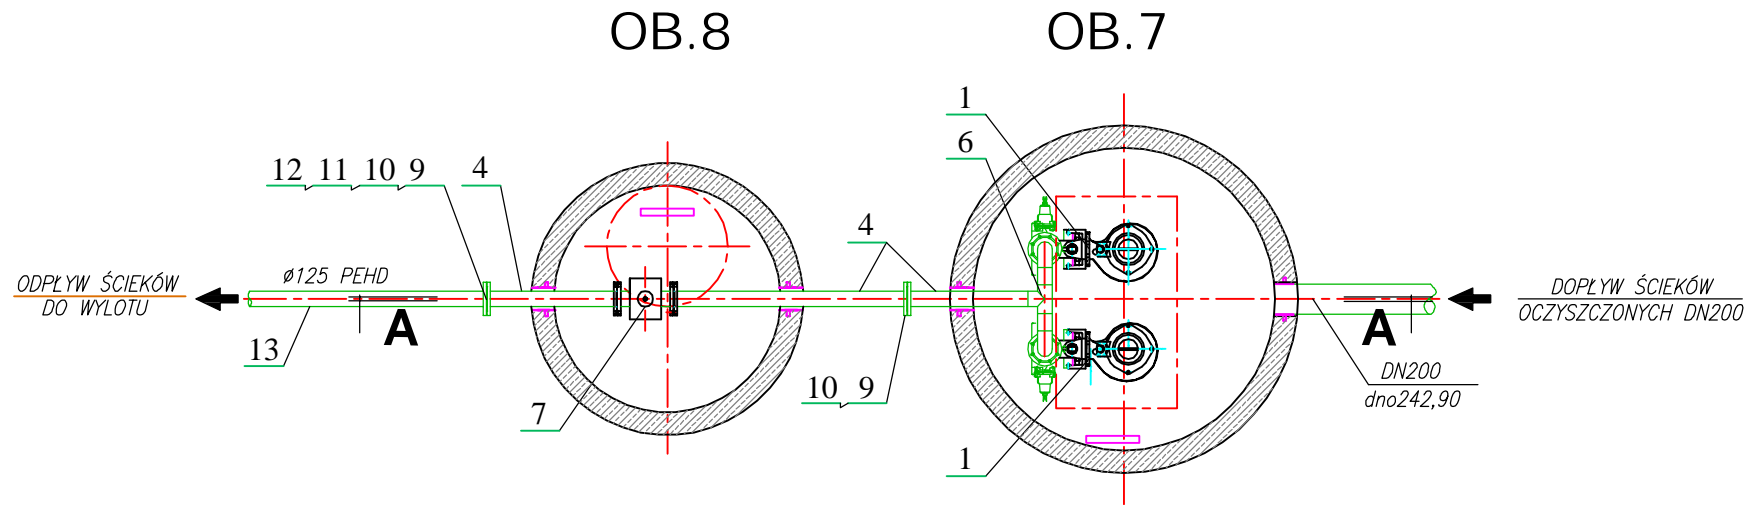 OB.8
OB.7
1
6
12 11 10 9
4
4
ODPŁYW ŚCIEKÓW
DO WYLOTU
ø125 PEHD
A
13
7
10 9
1
DOPŁYW ŚCIEKÓW
OCZYSZCZONYCH DN200
A
DN200
dno242,90